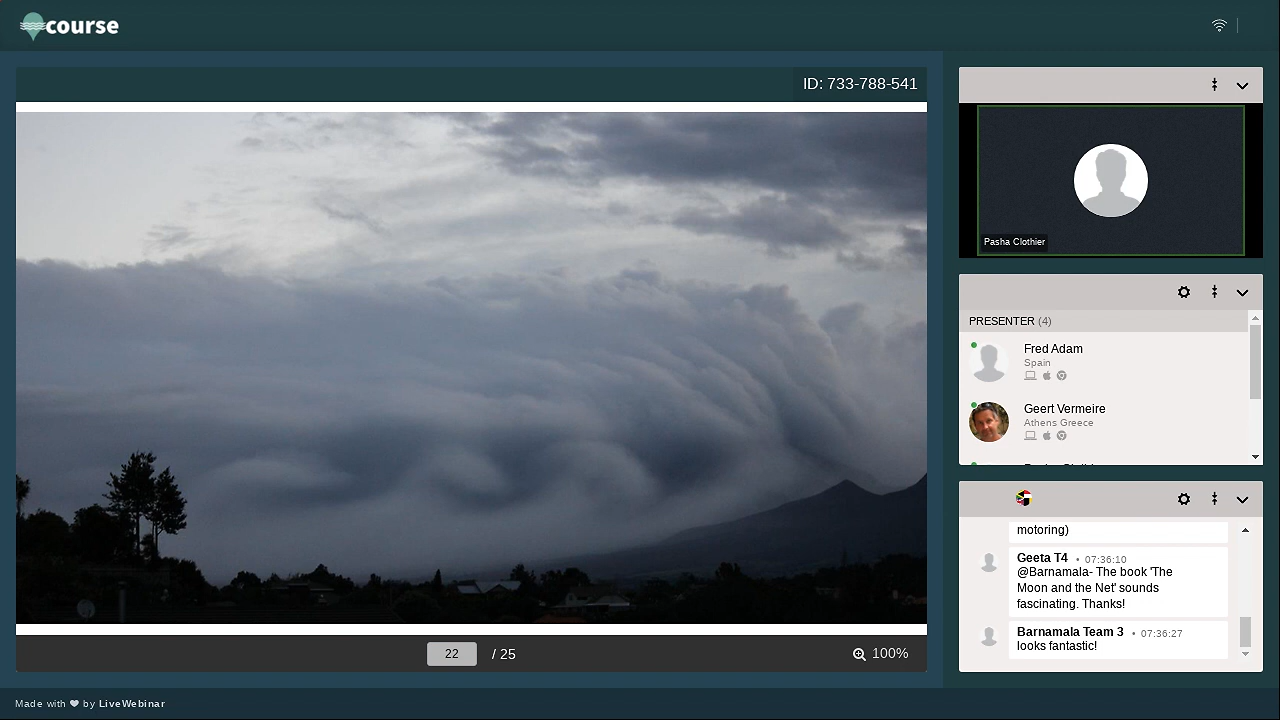 course
ID: 733-788-541
Pasha Clothier
PRESENTER (4)
Fred Adam
Spain
Geert Vermeire
Athens Greece
motoring)
Geeta T4 • 07:36:10
@Barnamala- The book 'The
Moon and the Net' sounds
fascinating. Thanks!
Barnamala Team 3 • 07:36:27
looks fantastic!
22 / 25
100%
Made with ❤ by LiveWebinar